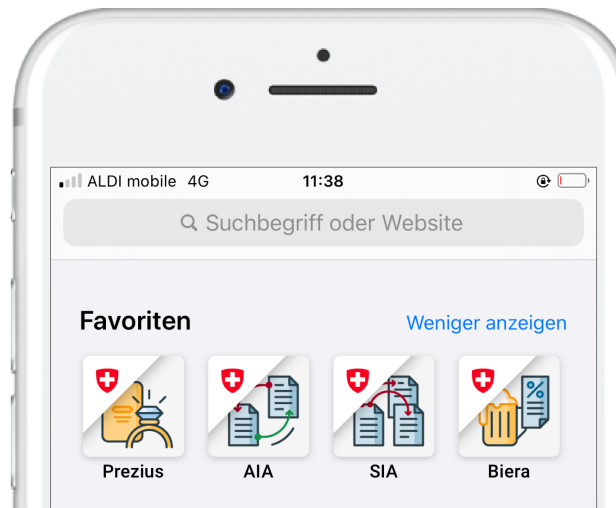 ALDI mobile 4G 11:38
Suchbegriff oder Website
Favoriten Weniger anzeigen
Prezius AIA SIA Biera